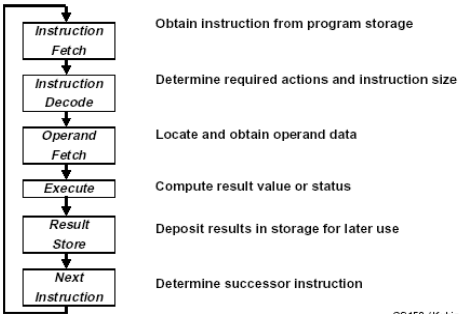 Instruction
Fetch
Obtain instruction from program storage
Instruction
Decode
Determine required actions and instruction size
Operand
Fetch
Locate and obtain operand data
Execute
Compute result value or status
Result
Store
Deposit results in storage for later use
Next
Instruction
Determine successor instruction